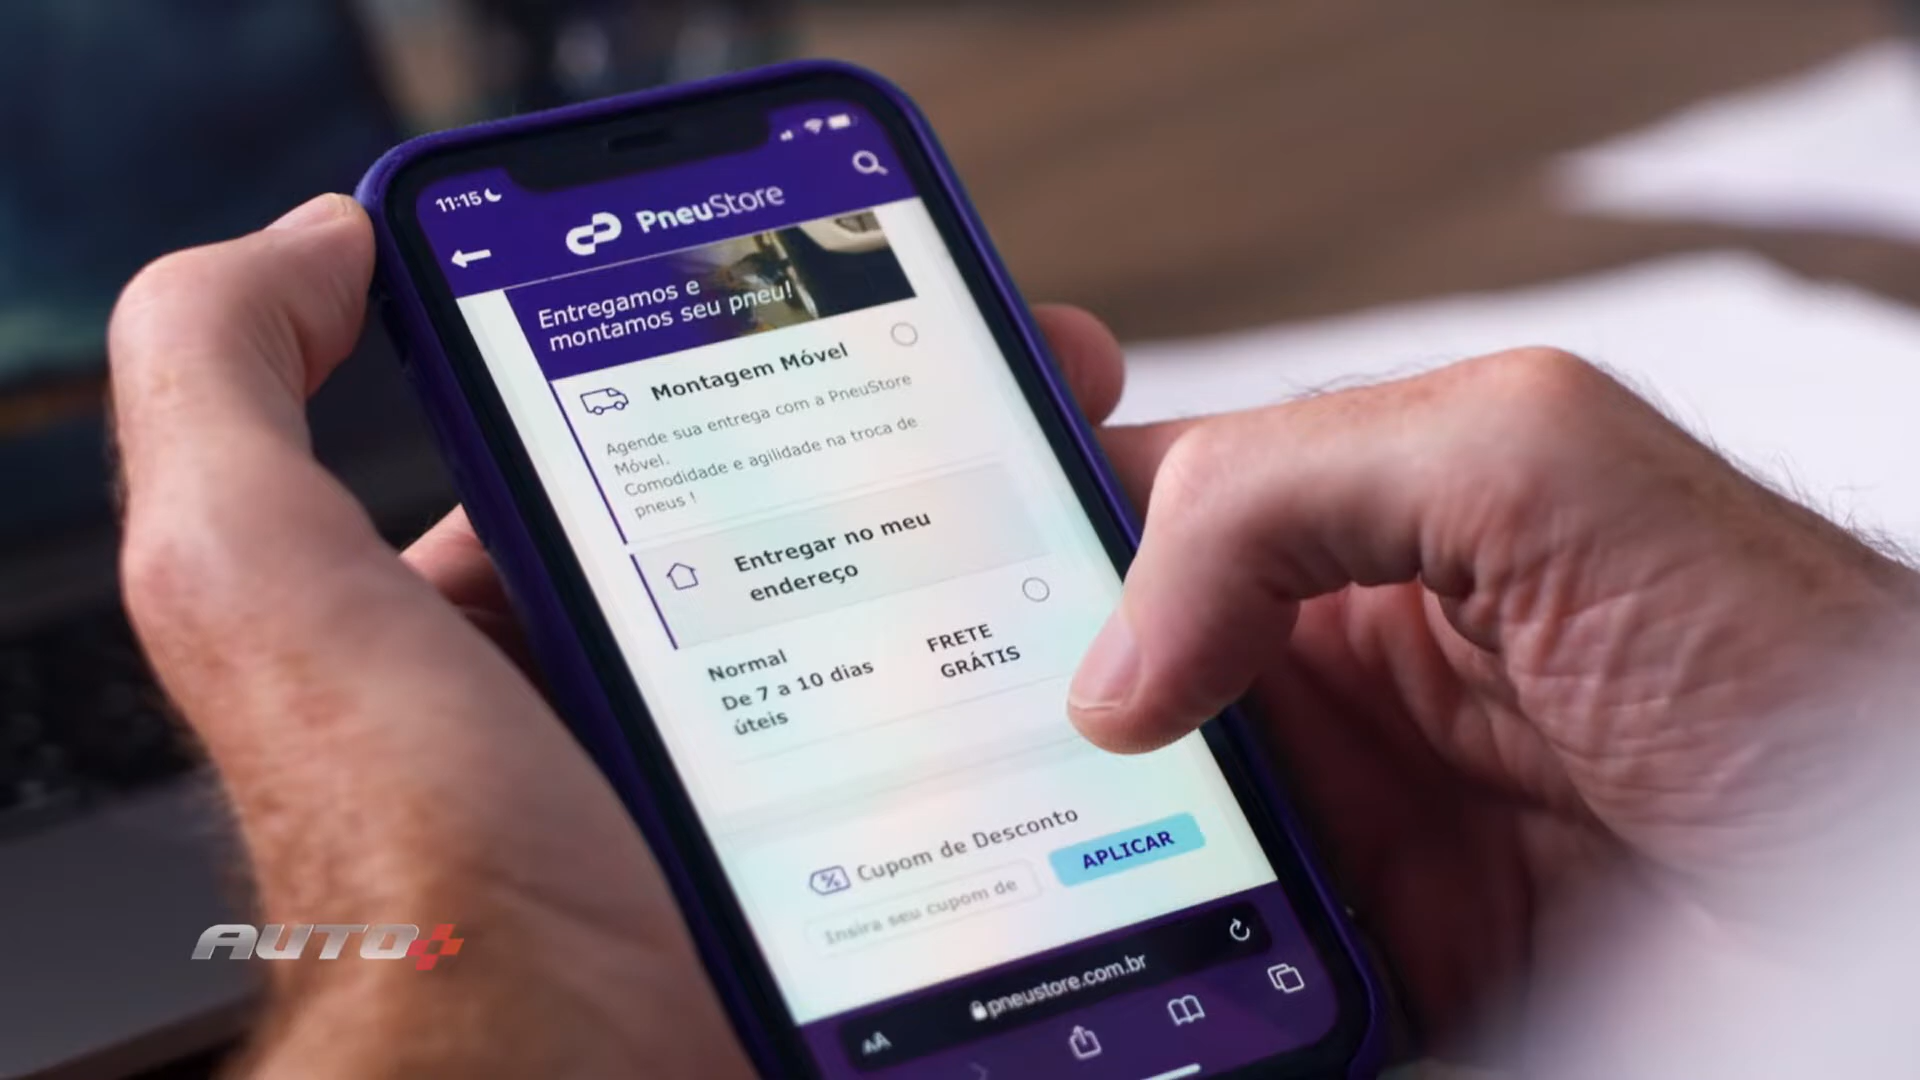 11:15
PneuStore
Entregamos e
montamos seu pneu!
Montagem Móvel
Agende sua entrega com a PneuStore
Móvel.
Comodidade e agilidade na troca de
pneus !
Entregar no meu
endereço
Normal
De 7 a 10 dias
úteis
FRETE
GRÁTIS
Cupom de Desconto
Insira seu cupom de
APLICAR
AA
pneustore.com.br
AUTO+